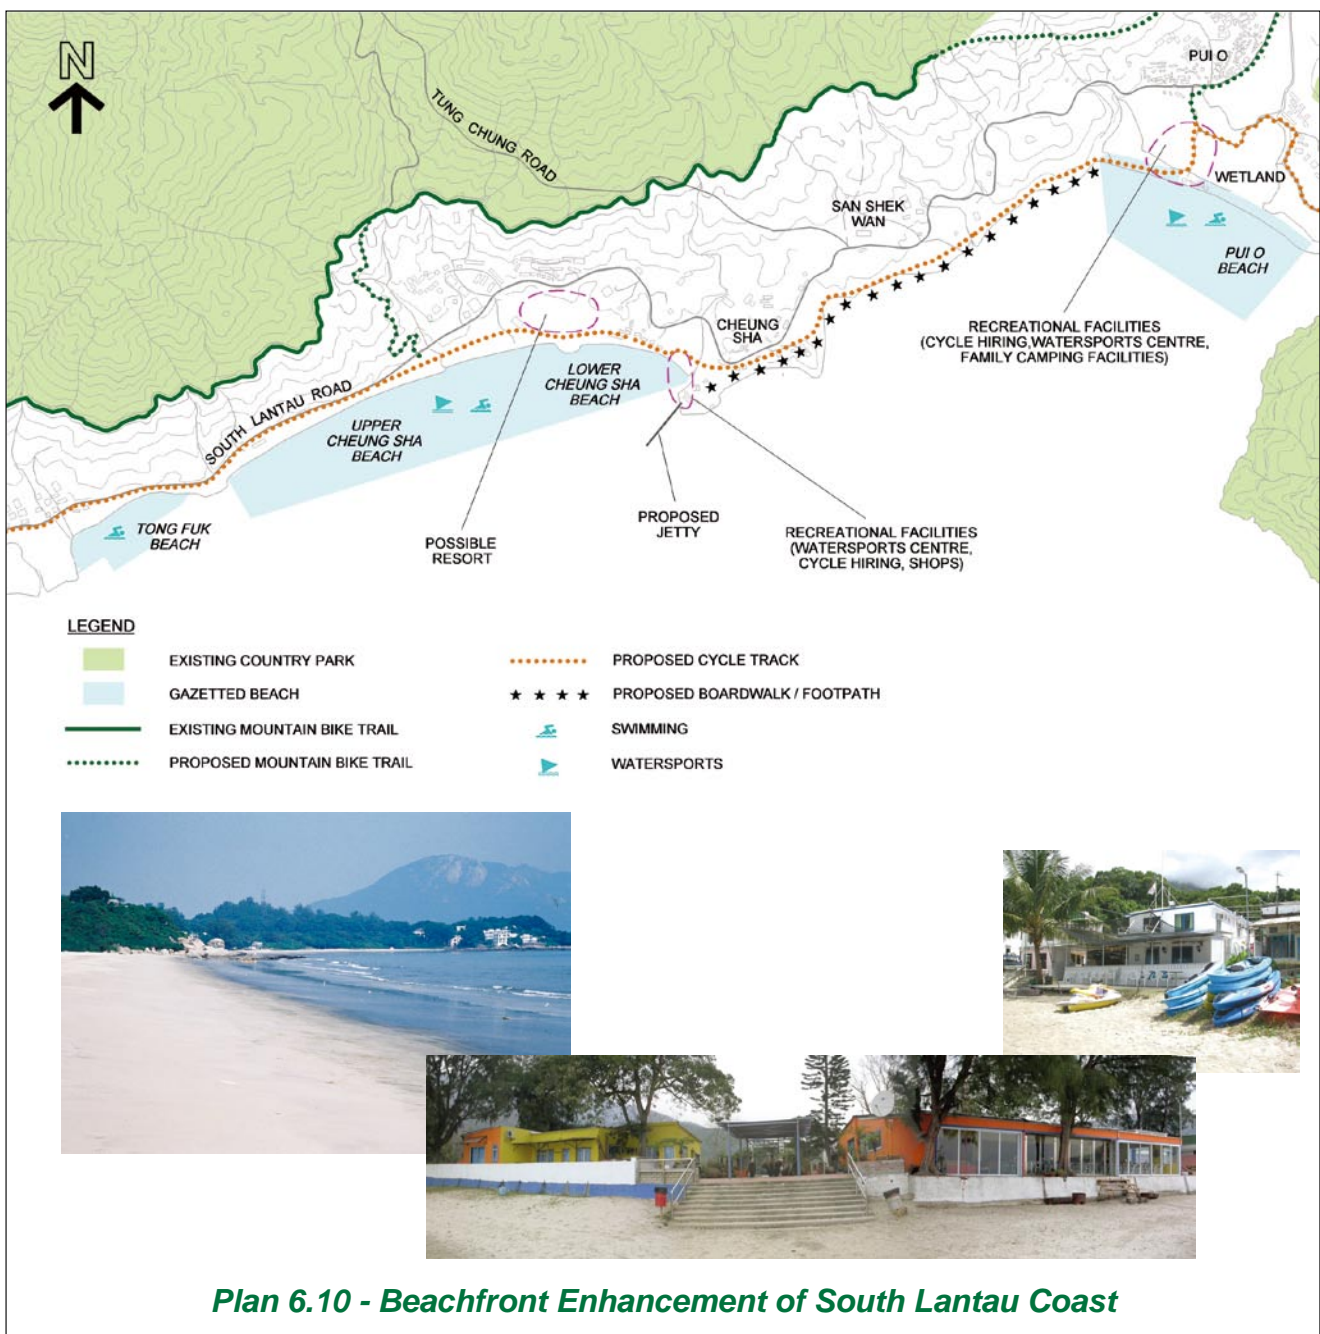 N
PUI O
TUNG CHUNG ROAD
WETLAND
SAN SHEK
WAN
PUI O
BEACH
RECREATIONAL FACILITIES
(CYCLE HIRING,WATERSPORTS CENTRE,
FAMILY CAMPING FACILITIES)
CHEUNG
SHA
LOWER
CHEUNG SHA
BEACH
SOUTH LANTAU ROAD
UPPER
CHEUNG SHA
BEACH
TONG FUK
BEACH
POSSIBLE
RESORT
PROPOSED
JETTY
RECREATIONAL FACILITIES
(WATERSPORTS CENTRE,
CYCLE HIRING, SHOPS)
LEGEND
EXISTING COUNTRY PARK
GAZETTED BEACH
EXISTING MOUNTAIN BIKE TRAIL
PROPOSED MOUNTAIN BIKE TRAIL
PROPOSED CYCLE TRACK
PROPOSED BOARDWALK / FOOTPATH
SWIMMING
WATERSPORTS
Plan 6.10 - Beachfront Enhancement of South Lantau Coast